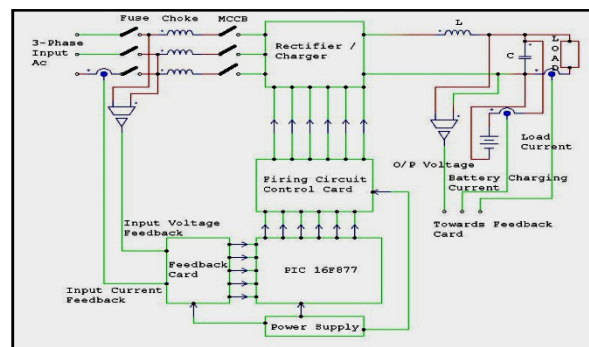 Fuse Choke MCCB
3-Phase
Input
Ac
Rectifier /
Charger
L
C
LOAD
O/P Voltage
Load
Current
Battery Charging
Current
Towards Feedback
Card
Firing Circuit
Control Card
Input Voltage
Feedback
Feedback
Card
PIC 16F877
Input Current
Feedback
Power Supply